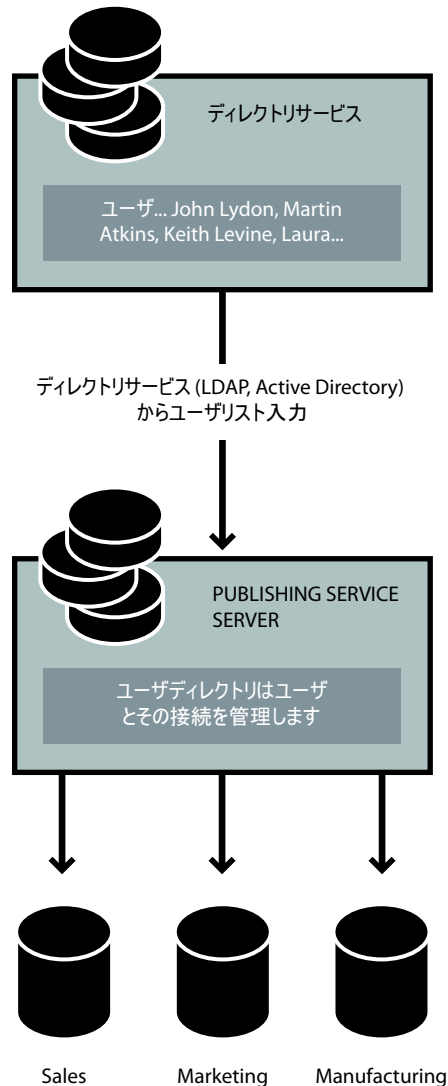 ディレクトリサービス
ユーザ... John Lydon, Martin
Atkins, Keith Levine, Laura...
ディレクトリサービス (LDAP, Active Directory)
からユーザリスト入力
PUBLISHING SERVICE
SERVER
ユーザディレクトリはユーザ
とその接続を管理します
Sales
Marketing
Manufacturing